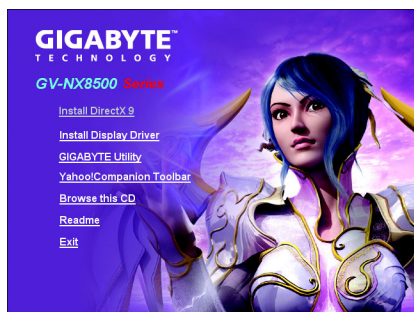 GIGABYTE™
TECHNOLOGY
GV-NX8500 Series
Install DirectX 9
Install Display Driver
GIGABYTE Utility
Yahoo!Companion Toolbar
Browse this CD
Readme
Exit